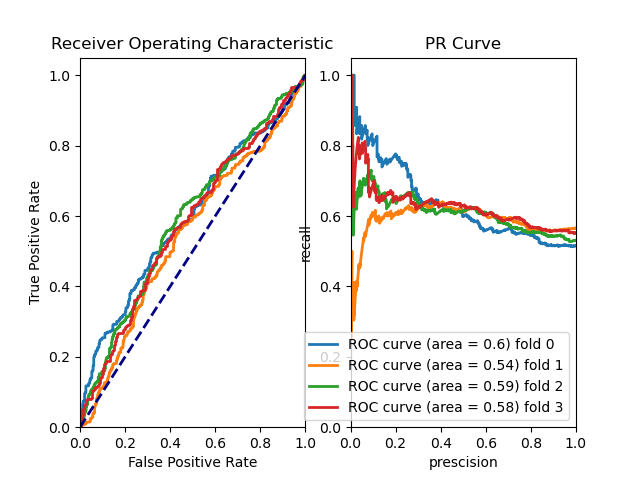 Receiver Operating Characteristic
True Positive Rate
1.0
0.8
0.6
0.4
0.2
0.0
0.0 0.2 0.4 0.6 0.8 1.0
False Positive Rate
PR Curve
recall
1.0
0.8
0.6
0.4
0.2
0.0
ROC curve (area = 0.6) fold 0
ROC curve (area = 0.54) fold 1
ROC curve (area = 0.59) fold 2
ROC curve (area = 0.58) fold 3
0.0 0.2 0.4 0.6 0.8 1.0
prescision